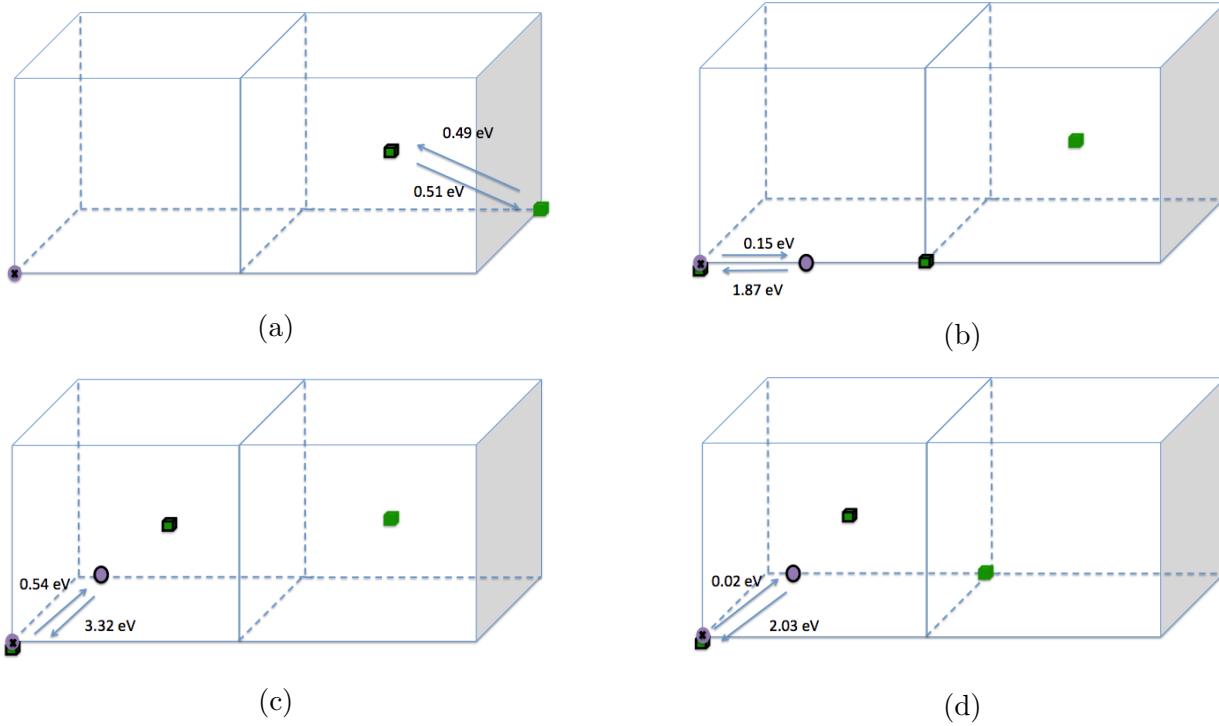 0.49 eV
0.51 eV
(a)
0.15 eV
1.87 eV
(b)
0.54 eV
3.32 eV
(c)
0.02 eV
2.03 eV
(d)